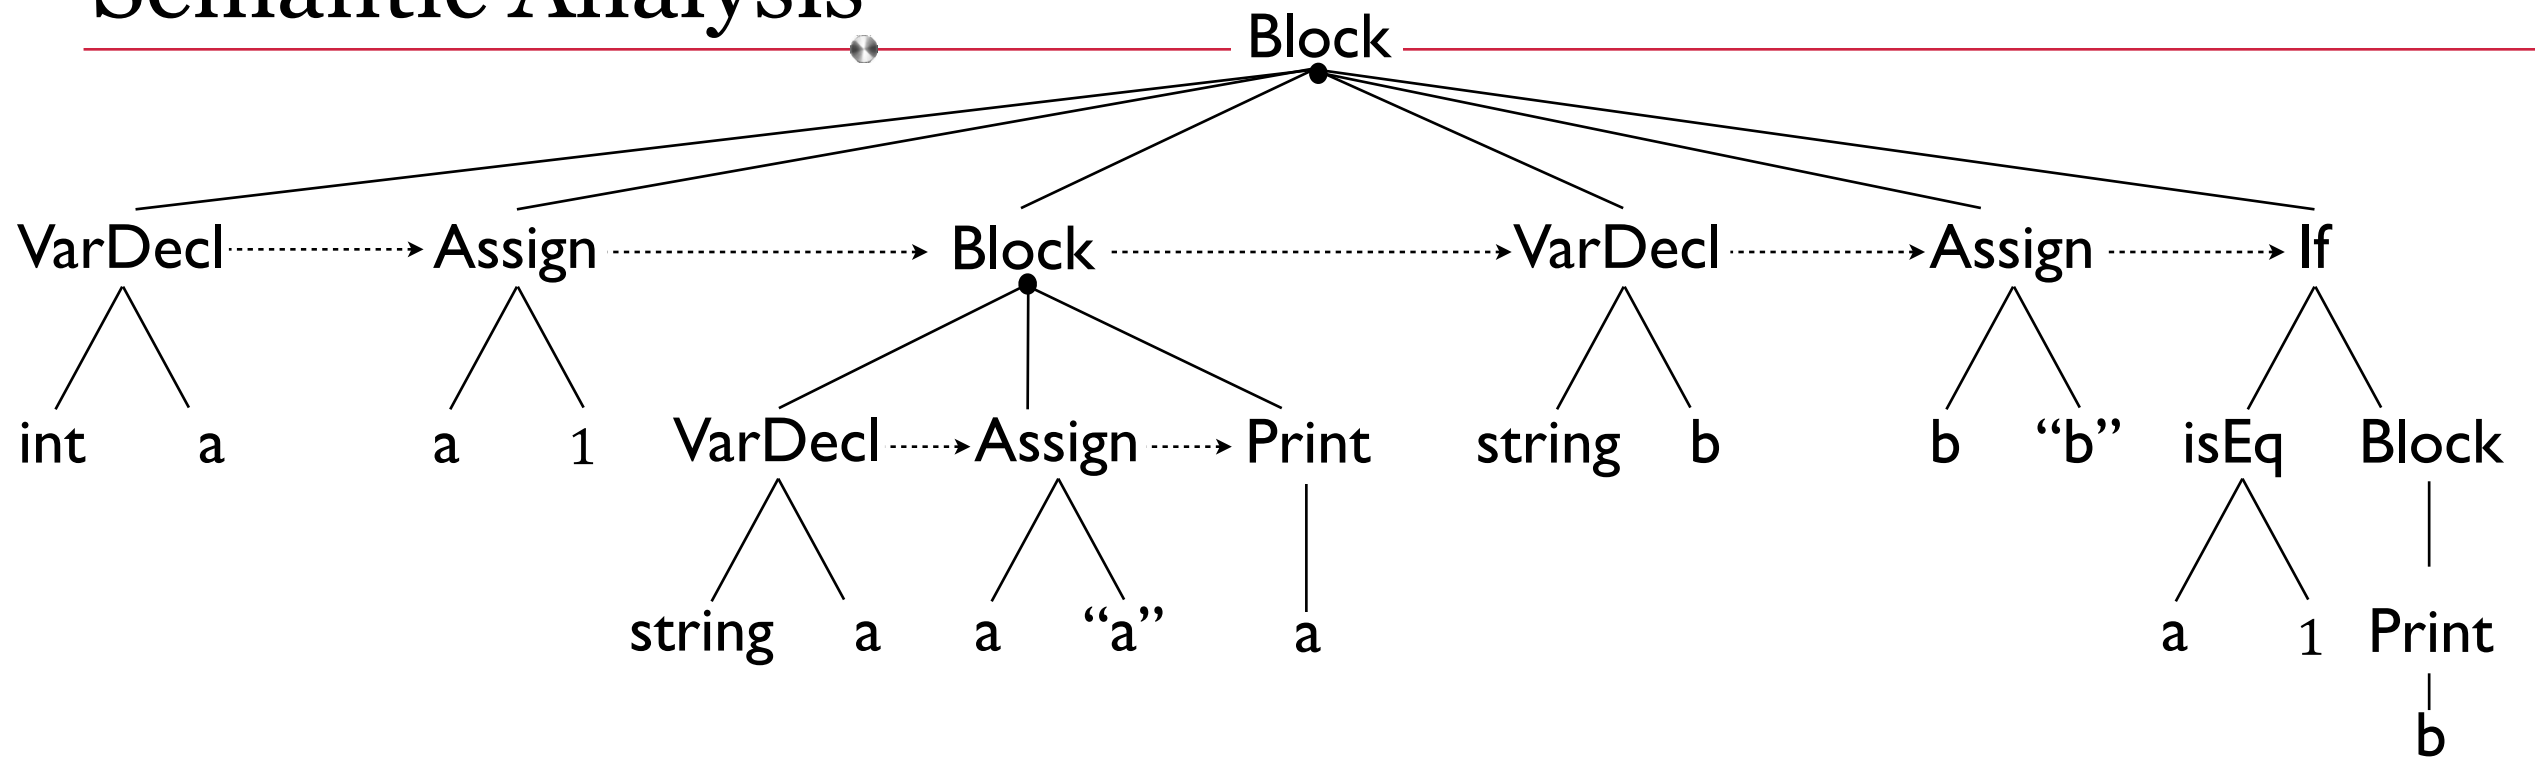 Semantic Analysis
Block
VarDecl Assign Block VarDecl Assign If
int a a 1 VarDecl Assign Print string b b “b” isEq Block
string a a “a” a a 1 Print
b